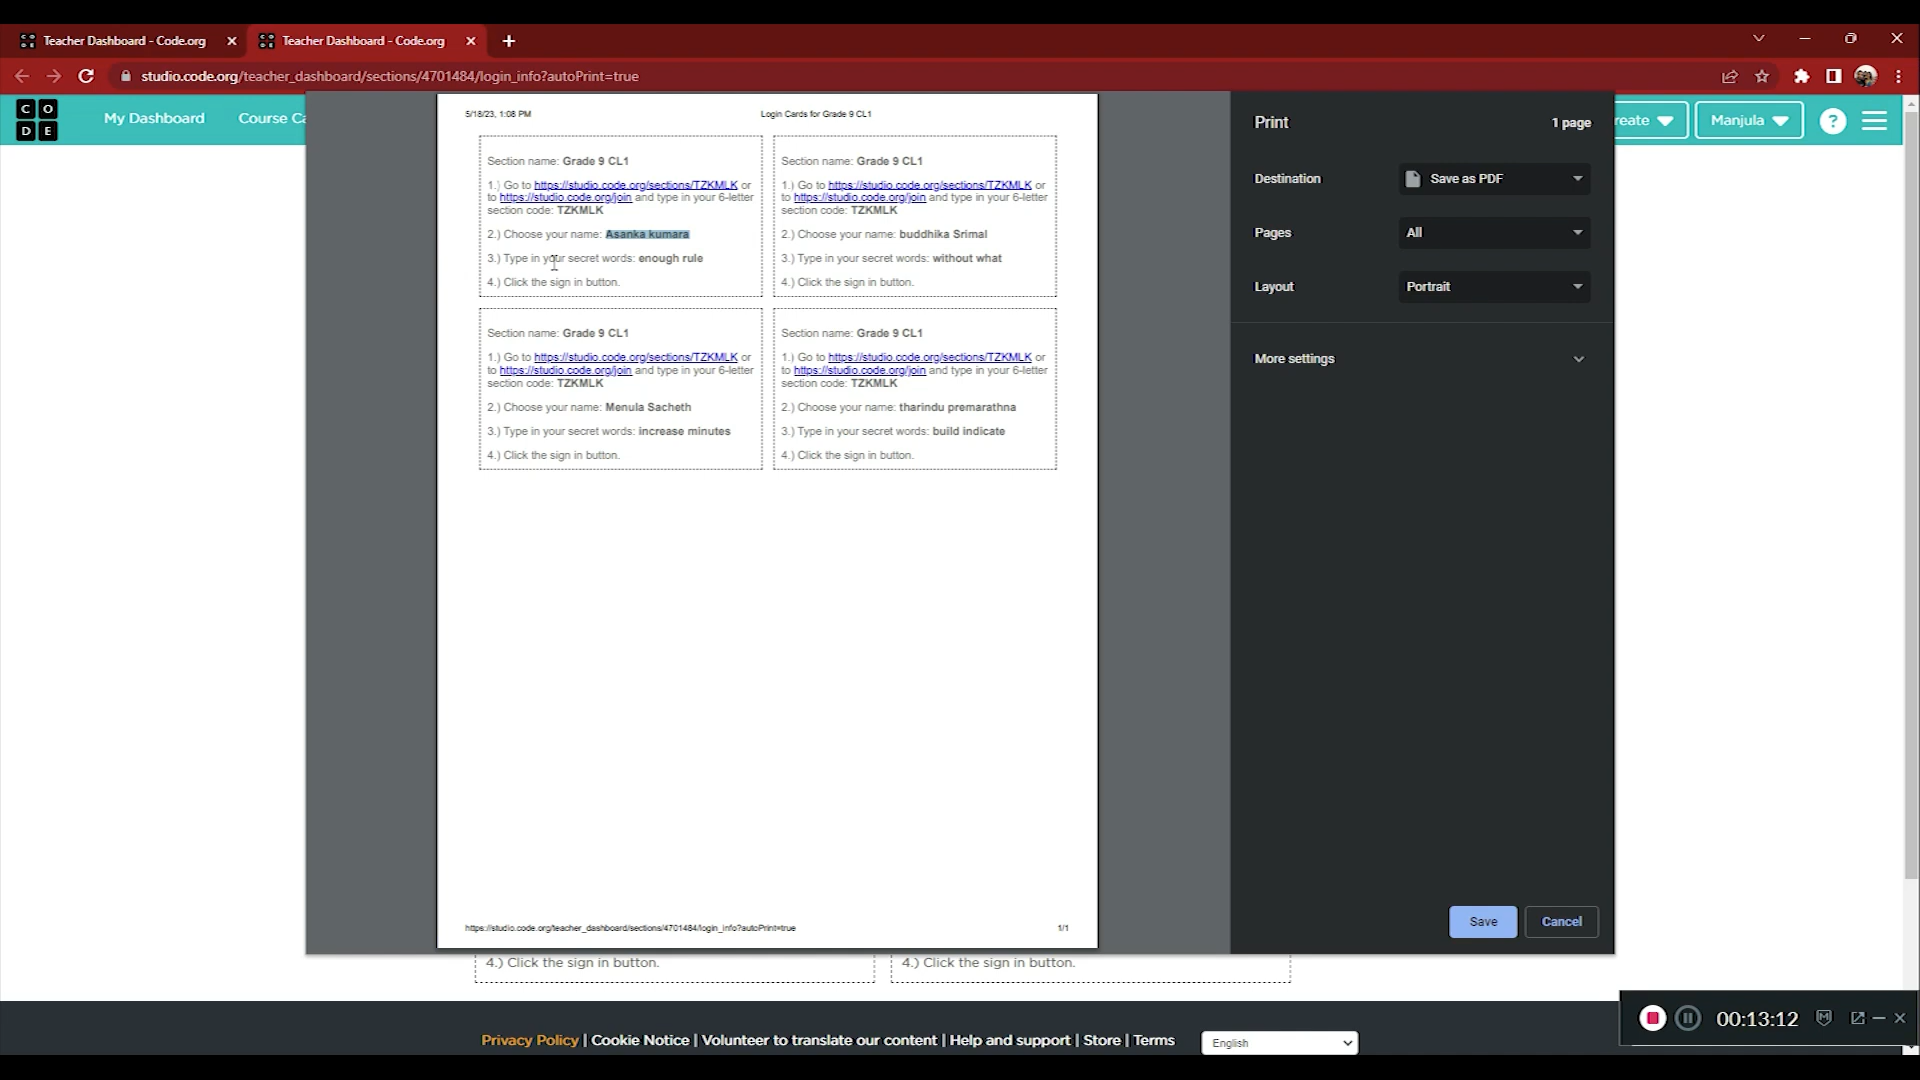 Teacher Dashboard - Code.org
Teacher Dashboard - Code.org
studio.code.org/teacher_dashboard/sections/4701484/login_info?autoPrint=true
C O
D E
My Dashboard
Course Ca
reate
Manjula
?
5/18/23, 1:08 PM
Login Cards for Grade 9 CL1
Section name: Grade 9 CL1
1.) Go to https://studio.code.org/sections/TZKMLK or
to https://studio.code.org/join and type in your 6-letter
section code: TZKMLK
2.) Choose your name: Asanka kumara
3.) Type in your secret words: enough rule
4.) Click the sign in button.
Section name: Grade 9 CL1
1.) Go to https://studio.code.org/sections/TZKMLK or
to https://studio.code.org/join and type in your 6-letter
section code: TZKMLK
2.) Choose your name: buddhika Srimal
3.) Type in your secret words: without what
4.) Click the sign in button.
Section name: Grade 9 CL1
1.) Go to https://studio.code.org/sections/TZKMLK or
to https://studio.code.org/join and type in your 6-letter
section code: TZKMLK
2.) Choose your name: Menula Sacheth
3.) Type in your secret words: increase minutes
4.) Click the sign in button.
Section name: Grade 9 CL1
1.) Go to https://studio.code.org/sections/TZKMLK or
to https://studio.code.org/join and type in your 6-letter
section code: TZKMLK
2.) Choose your name: tharindu premarathna
3.) Type in your secret words: build indicate
4.) Click the sign in button.
https://studio.code.org/teacher_dashboard/sections/4701484/login_info?autoPrint=true
1/1
Print
1 page
Destination
Save as PDF
Pages
All
Layout
Portrait
More settings
Save
Cancel
4.) Click the sign in button.
4.) Click the sign in button.
Privacy Policy | Cookie Notice | Volunteer to translate our content | Help and support | Store | Terms
English
00:13:12